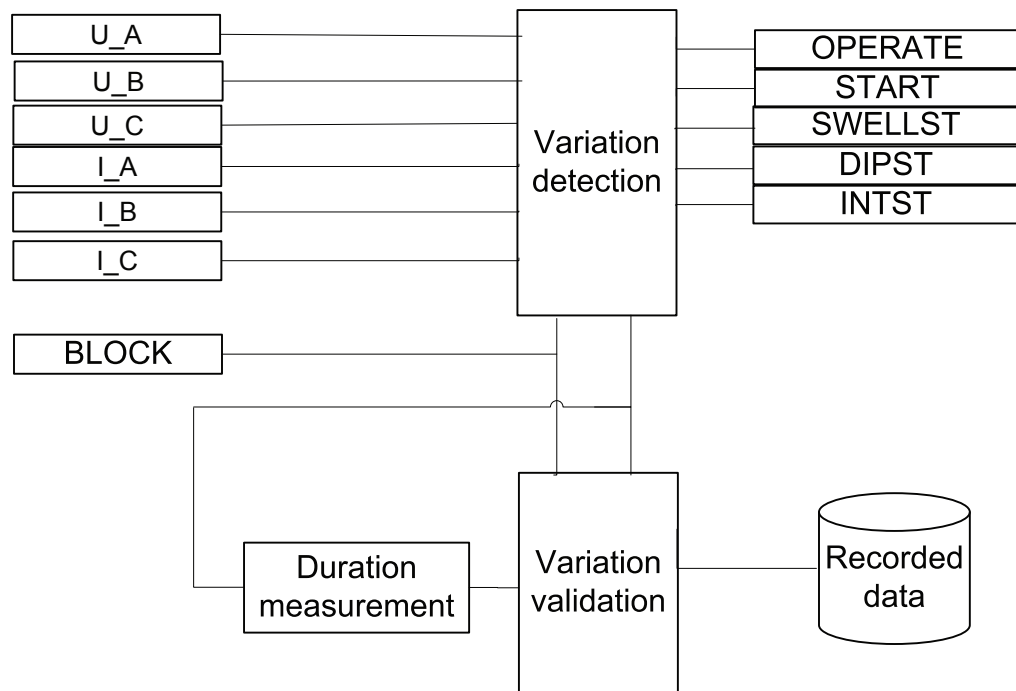 U_A
U_B
U_C
I_A
I_B
I_C
BLOCK
Variation
detection
OPERATE
START
SWELLST
DIPST
INTST
Duration
measurement
Variation
validation
Recorded
data